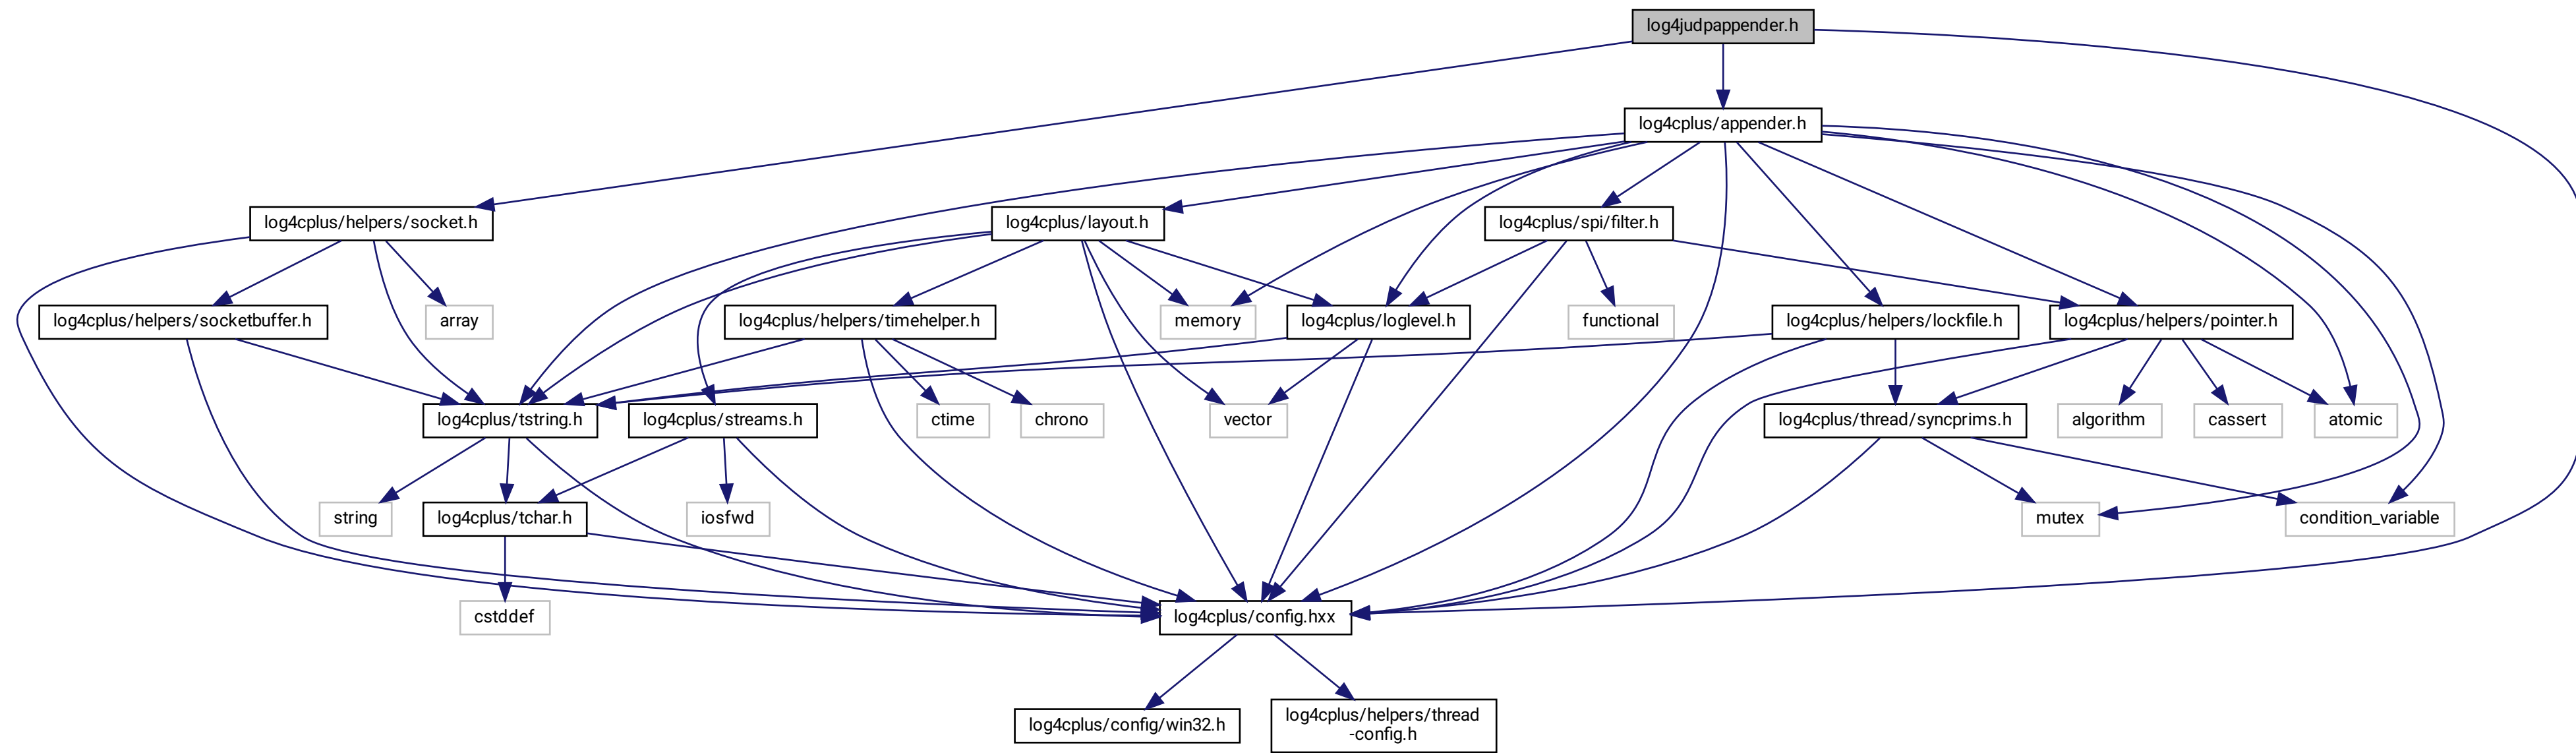 log4judpappender.h
log4cplus/appender.h
log4cplus/helpers/socket.h
log4cplus/layout.h
log4cplus/spi/filter.h
log4cplus/helpers/socketbuffer.h
array
log4cplus/helpers/timehelper.h
memory
log4cplus/loglevel.h
functional
log4cplus/helpers/lockfile.h
log4cplus/helpers/pointer.h
log4cplus/tstring.h
log4cplus/streams.h
ctime
chrono
vector
log4cplus/thread/syncprims.h
algorithm
cassert
atomic
string
log4cplus/tchar.h
iosfwd
mutex
condition_variable
cstddef
log4cplus/config.hxx
log4cplus/config/win32.h
log4cplus/helpers/thread
-config.h